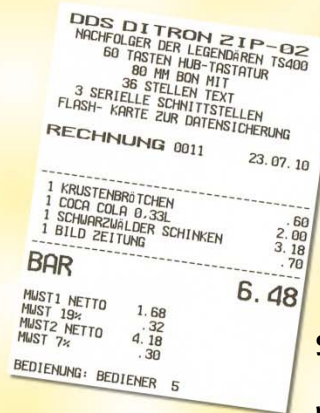 DDS DITRON ZIP-02
NACHFOLGER DER LEGENDÄREN TS400
60 TASTEN HUB-TASTATUR
80 MM BON MIT
36 STELLEN TEXT
3 SERIELLE SCHNITTSTELLEN
FLASH- KARTE ZUR DATENSICHERUNG
RECHNUNG 0011 23.07.10
1 KRUSTENBRÖTCHEN .60
1 COCA COLA 0,33L 2.00
1 SCHWARZWÄLDER SCHINKEN 3.18
1 BILD ZEITUNG .70
BAR 6.48
MWST1 NETTO 1.68
MWST 19% .32
MWST2 NETTO 4.18
MWST 7% .30
BEDIENUNG: BEDIENER 5